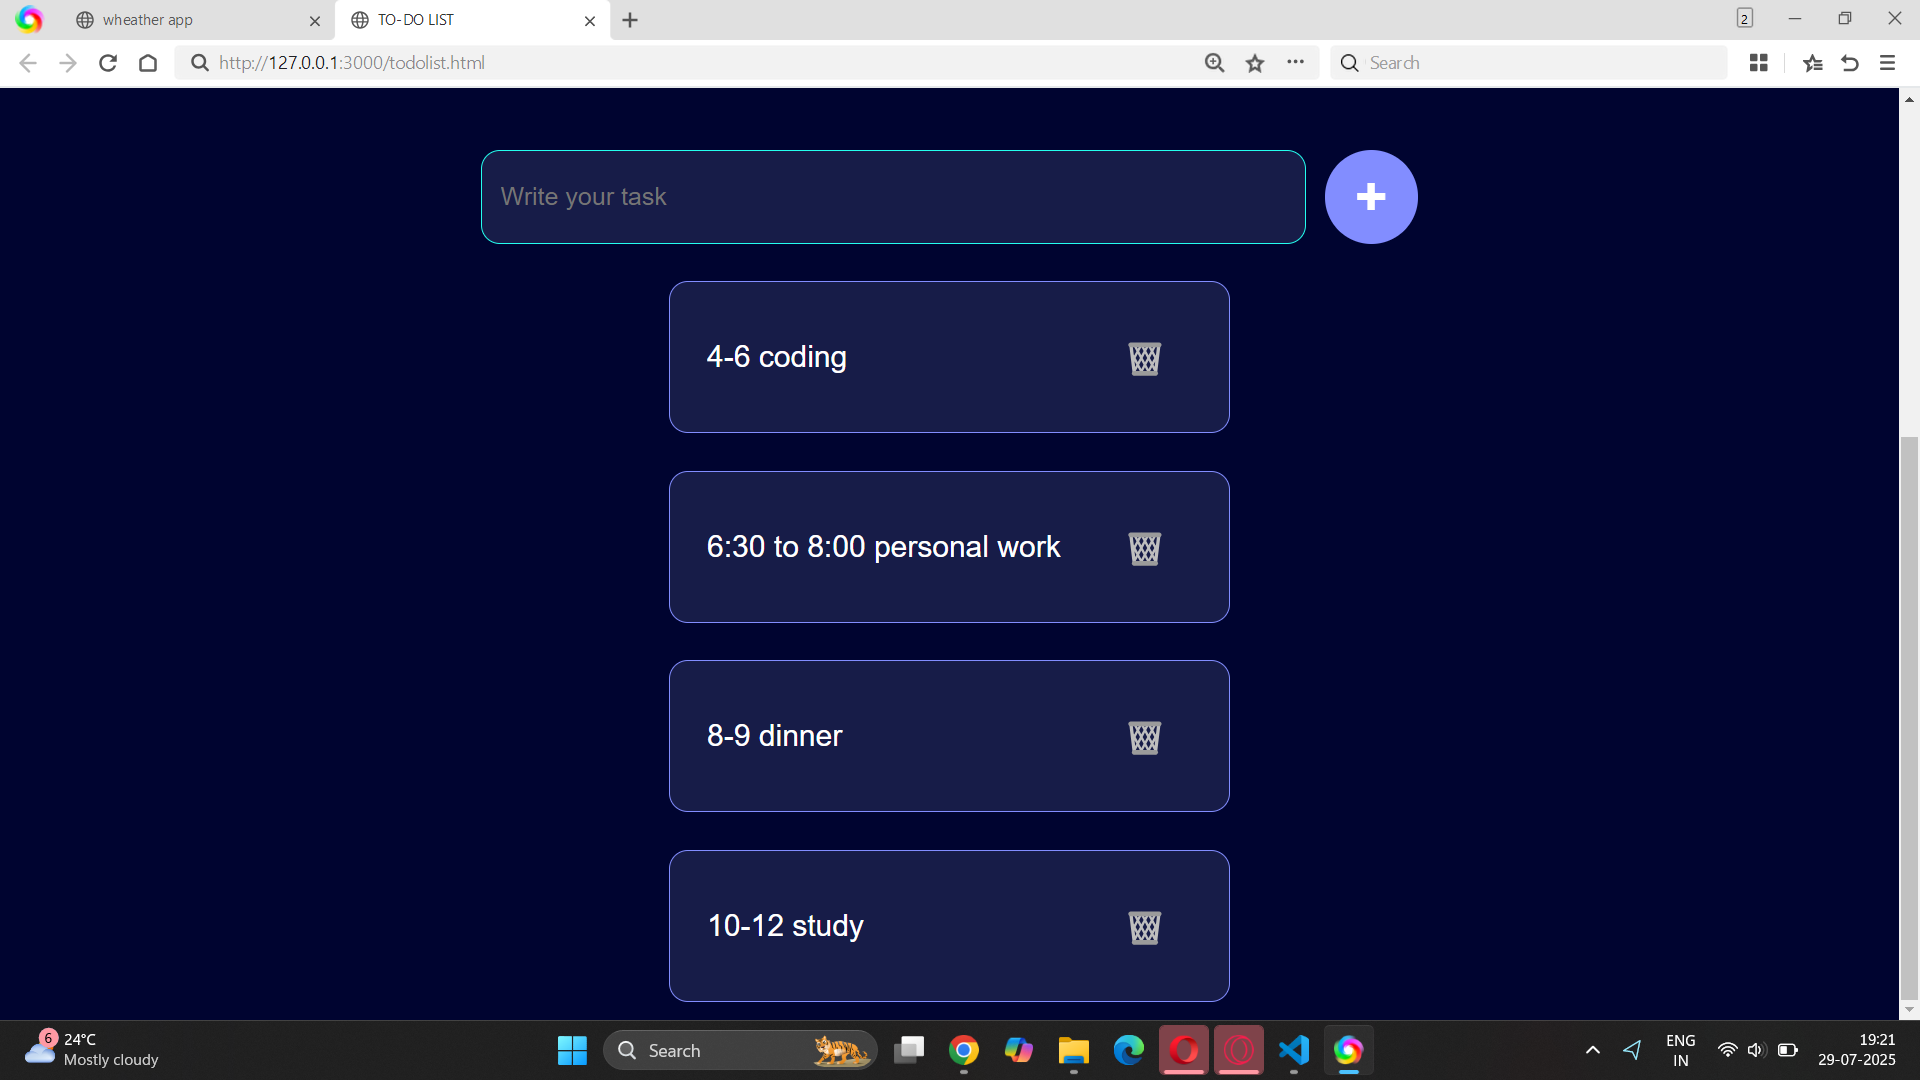 wheather app
TO-DO LIST
2
http://127.0.0.1:3000/todolist.html
Search
Write your task
4-6 coding
6:30 to 8:00 personal work
8-9 dinner
10-12 study
6
24°C
Mostly cloudy
Search
ENG
IN
19:21
29-07-2025